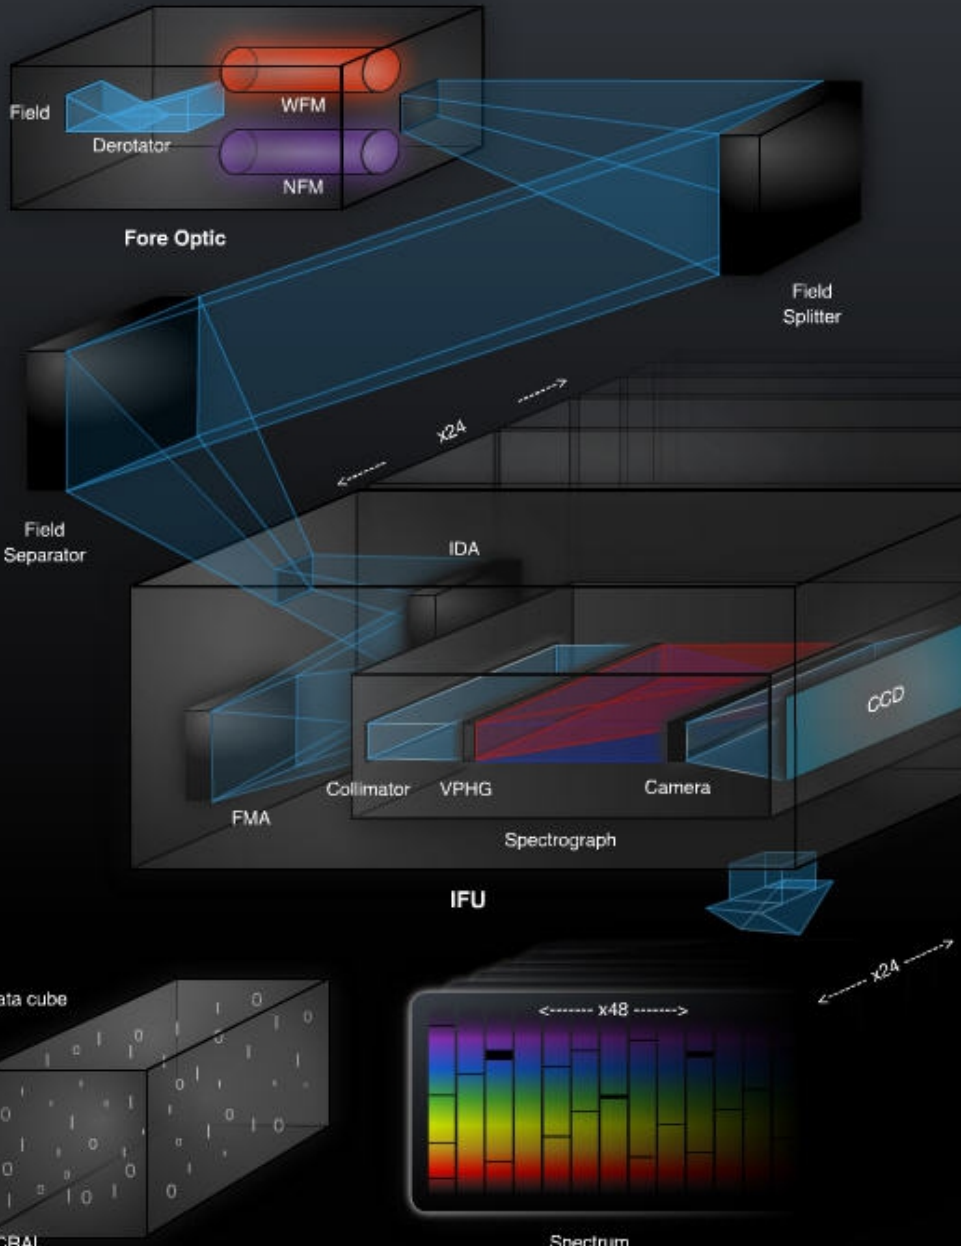 WFM
Field
Derotator
NFM
Fore Optic
Field
Splitter
x24
Field
Separator
IDA
CCD
Collimator
VPHG
Camera
FMA
Spectrograph
IFU
x24
ata cube
x48
CRAL
Spectrum